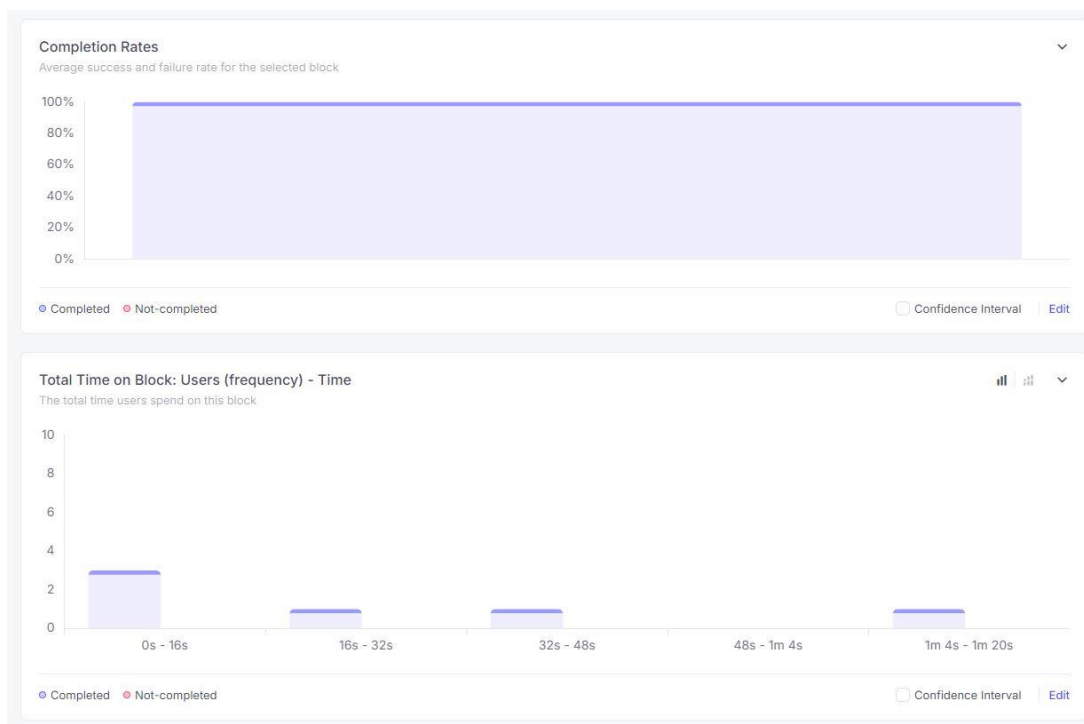 Completion Rates
Average success and failure rate for the selected block
100%
80%
60%
40%
20%
0%
Completed Not-completed Confidence Interval Edit
Total Time on Block: Users (frequency) - Time
The total time users spend on this block
10
8
6
4
2
0
0s - 16s 16s - 32s 32s - 48s 48s - 1m 4s 1m 4s - 1m 20s
Completed Not-completed Confidence Interval Edit